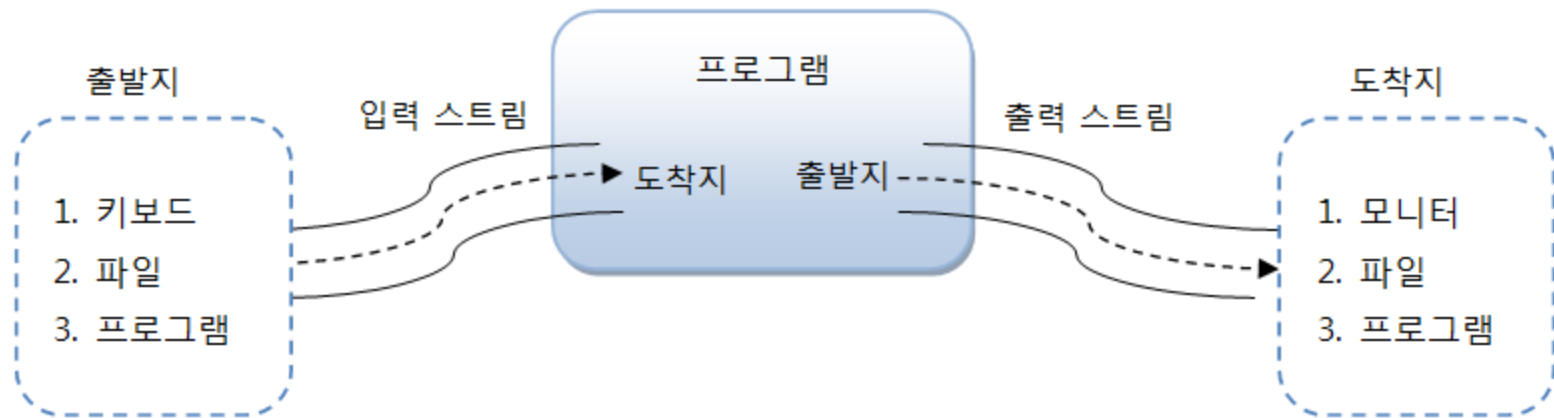 출발지
1. 키보드
2. 파일
3. 프로그램
입력 스트림
프로그램
도착지
출발지
출력 스트림
도착지
1. 모니터
2. 파일
3. 프로그램